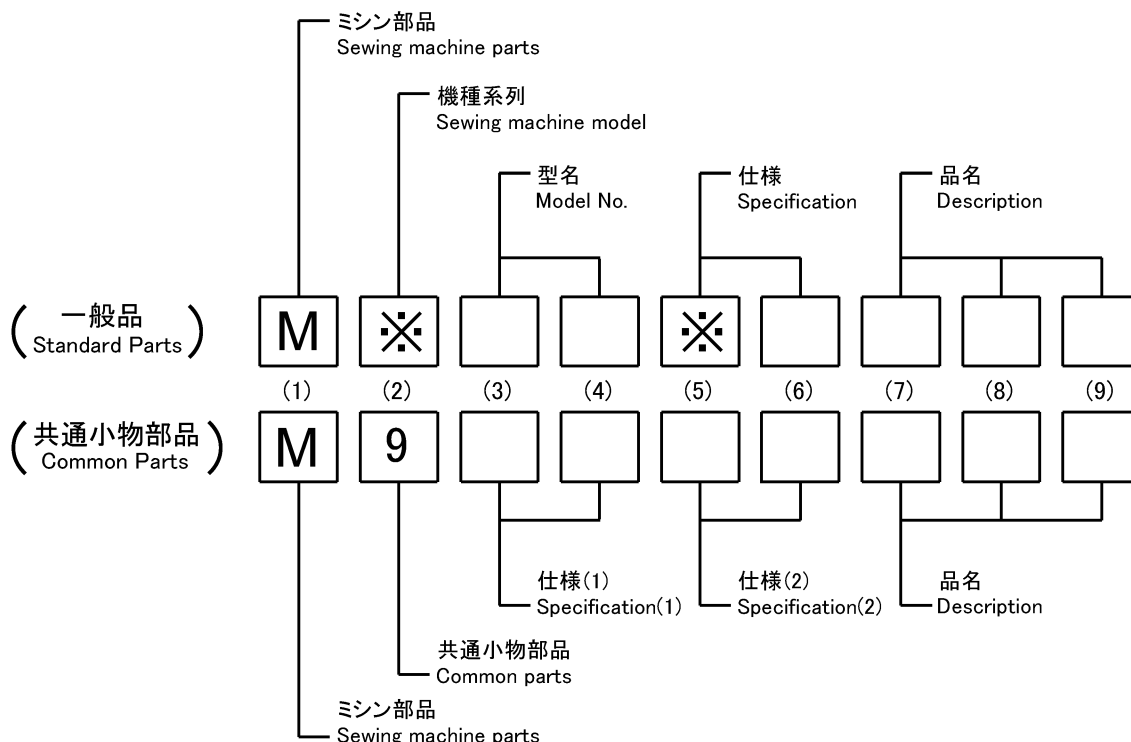 ミシン部品
Sewing machine parts
機種系列
Sewing machine model
型名
Model No.
仕様
Specification
品名
Description
一般品
Standard Parts
M ※ ※
(1) (2) (3) (4) (5) (6) (7) (8) (9)
共通小物部品
Common Parts
M 9
仕様(1)
Specification(1)
仕様(2)
Specification(2)
品名
Description
共通小物部品
Common parts
ミシン部品
Sewing machine parts